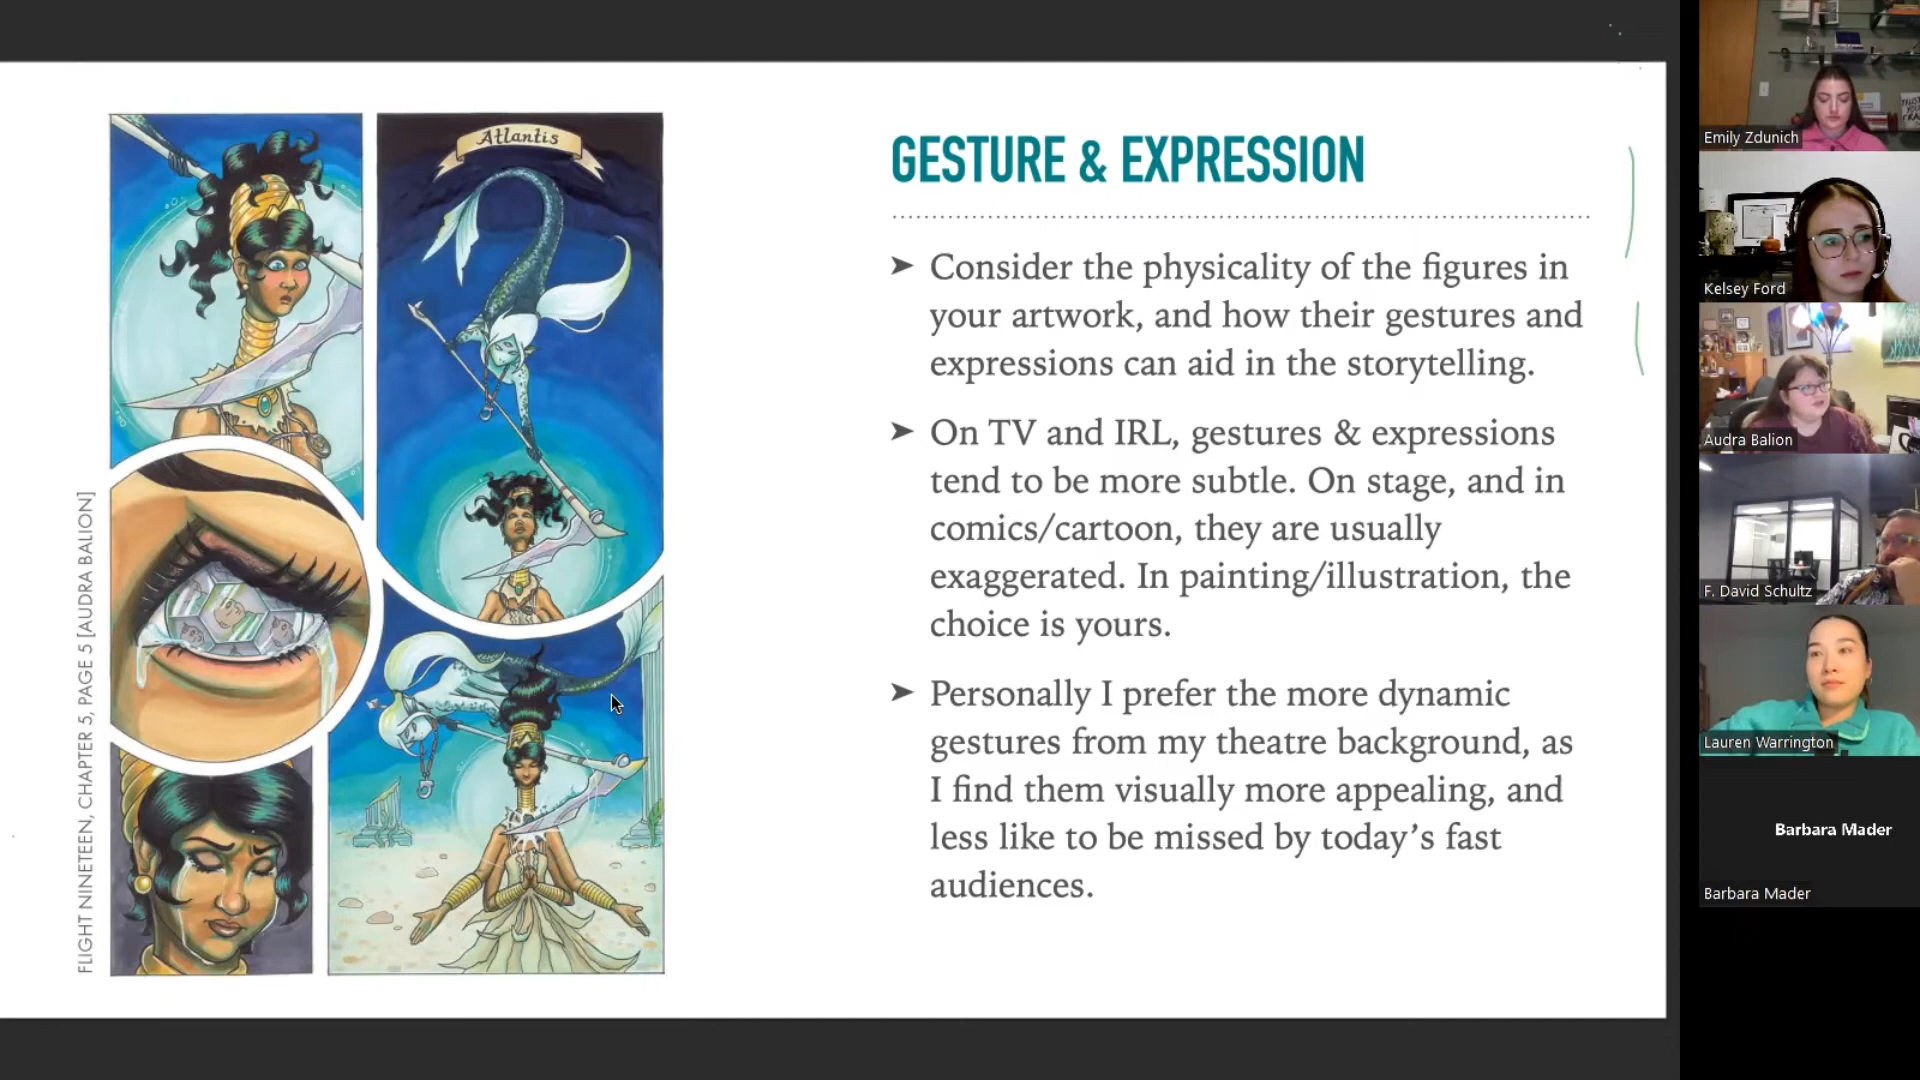 Atlantis
FLIGHT NINETEEN, CHAPTER 5, PAGE 5 [AUDRA BALION]
GESTURE & EXPRESSION
➤ Consider the physicality of the figures in
your artwork, and how their gestures and
expressions can aid in the storytelling.
➤ On TV and IRL, gestures & expressions
tend to be more subtle. On stage, and in
comics/cartoon, they are usually
exaggerated. In painting/illustration, the
choice is yours.
➤ Personally I prefer the more dynamic
gestures from my theatre background, as
I find them visually more appealing, and
less like to be missed by today’s fast
audiences.
Emily Zdunich
Kelsey Ford
Audra Balion
F. David Schultz
Lauren Warrington
Barbara Mader
Barbara Mader